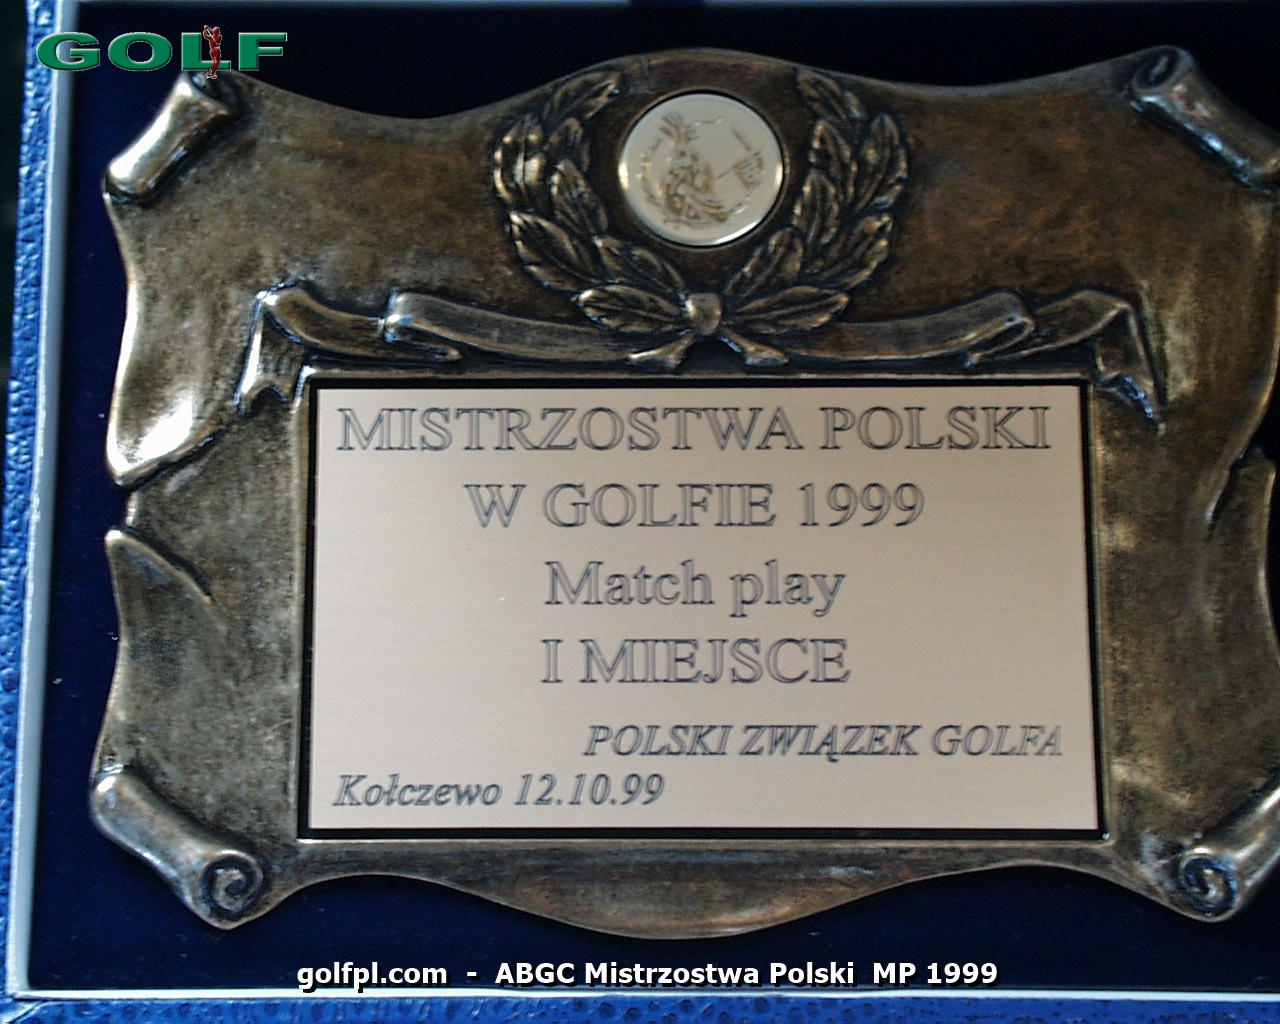 GOLF
MISTRZOSTWA POLSKI
W GOLFIE 1999
Match play
I MIEJSCE
POLSKI ZWIĄZEK GOLFA
Kołczewo 12.10.99
golfpl.com - ABGC Mistrzostwa Polski MP 1999